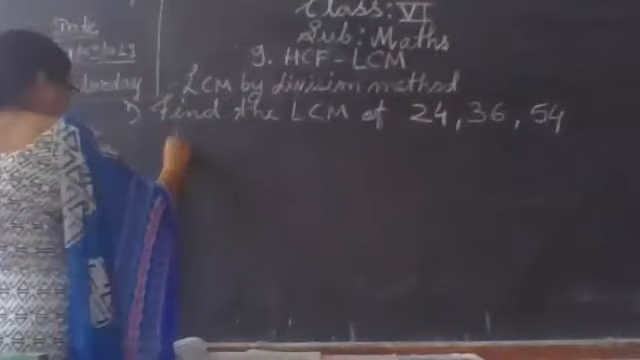 Class: VI
Sub: Maths
Date
9. HCF - LCM
LCM by division method
1) Find the LCM of 24, 36, 54